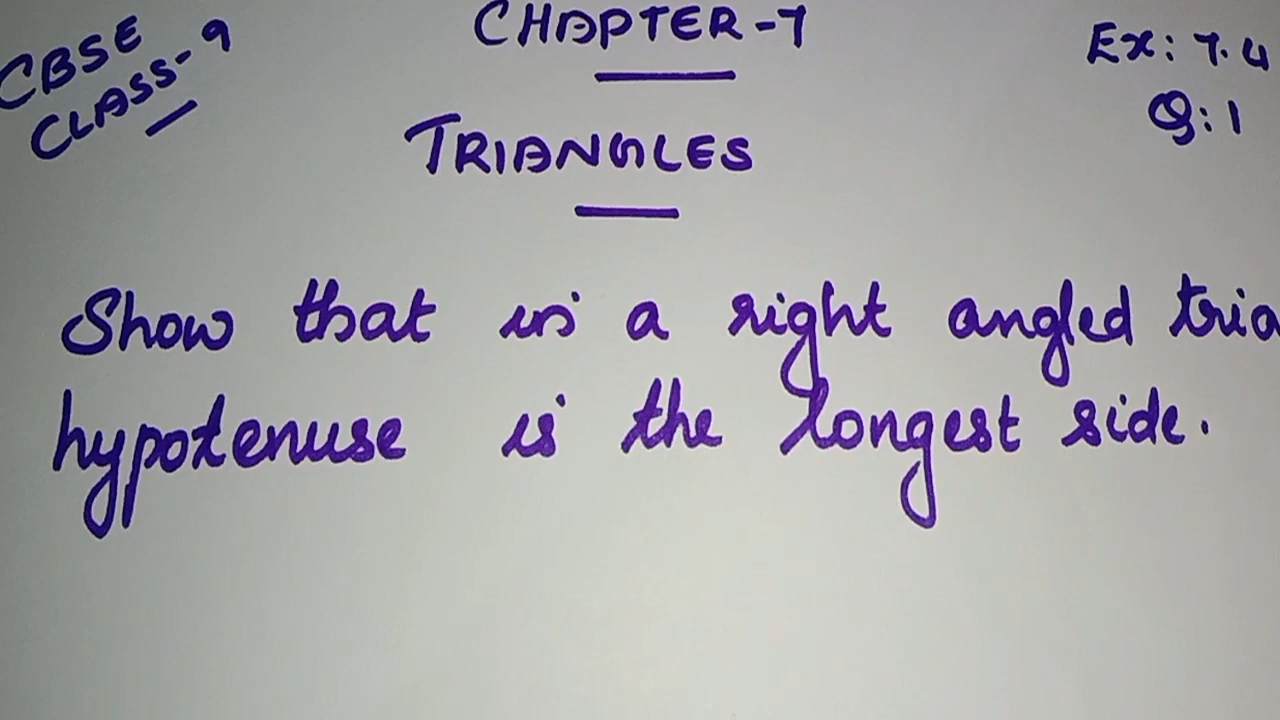 CBSE
CLASS-9
CHAPTER-7
Ex: 7.4
Q:1
TRIANGLES
Show that in a right angled
hypotenuse is the longest side.